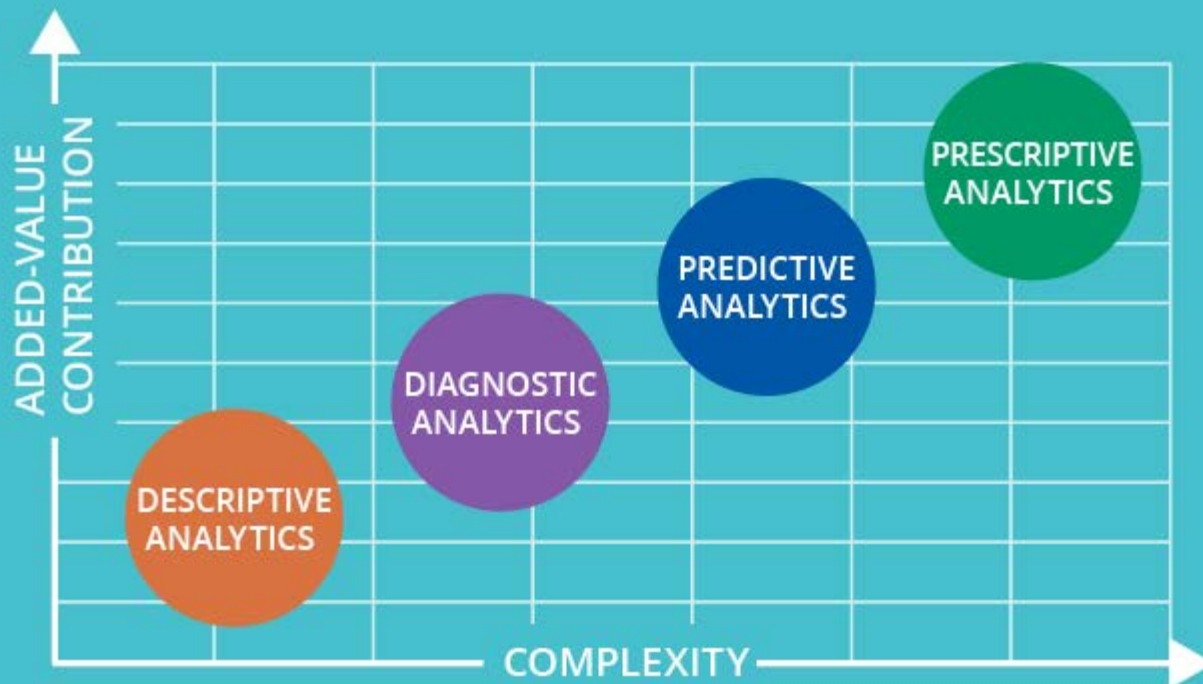 ADDED-VALUE
CONTRIBUTION
PRESCRIPTIVE
ANALYTICS
PREDICTIVE
ANALYTICS
DIAGNOSTIC
ANALYTICS
DESCRIPTIVE
ANALYTICS
COMPLEXITY